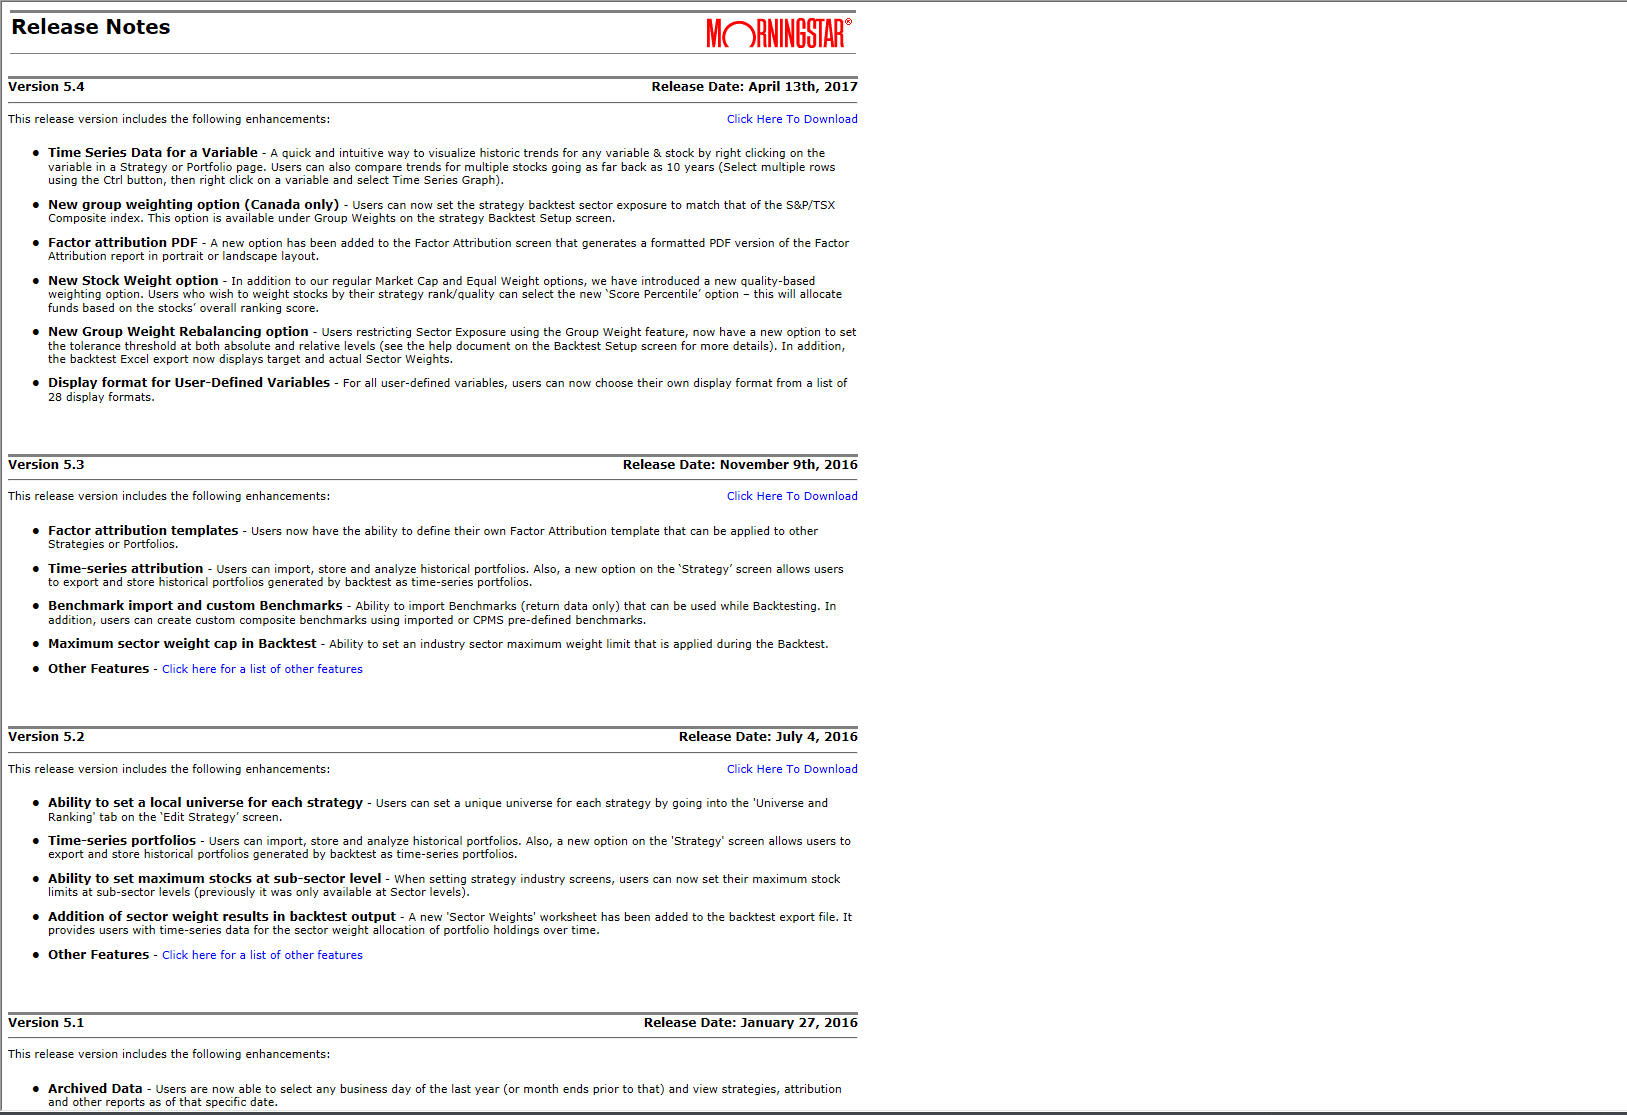 Release Notes
MORNINGSTAR®
Version 5.4 Release Date: April 13th, 2017
This release version includes the following enhancements: Click Here To Download
• Time Series Data for a Variable - A quick and intuitive way to visualize historic trends for any variable & stock by right clicking on the
variable in a Strategy or Portfolio page. Users can also compare trends for multiple stocks going as far back as 10 years (Select multiple rows
using the Ctrl button, then right click on a variable and select Time Series Graph).
• New group weighting option (Canada only) - Users can now set the strategy backtest sector exposure to match that of the S&P/TSX
Composite index. This option is available under Group Weights on the strategy Backtest Setup screen.
• Factor attribution PDF - A new option has been added to the Factor Attribution screen that generates a formatted PDF version of the Factor
Attribution report in portrait or landscape layout.
• New Stock Weight option - In addition to our regular Market Cap and Equal Weight options, we have introduced a new quality-based
weighting option. Users who wish to weight stocks by their strategy rank/quality can select the new ‘Score Percentile’ option – this will allocate
funds based on the stocks’ overall ranking score.
• New Group Weight Rebalancing option - Users restricting Sector Exposure using the Group Weight feature, now have a new option to set
the tolerance threshold at both absolute and relative levels (see the help document on the Backtest Setup screen for more details). In addition,
the backtest Excel export now displays target and actual Sector Weights.
• Display format for User-Defined Variables - For all user-defined variables, users can now choose their own display format from a list of
28 display formats.
Version 5.3 Release Date: November 9th, 2016
This release version includes the following enhancements: Click Here To Download
• Factor attribution templates - Users now have the ability to define their own Factor Attribution template that can be applied to other
Strategies or Portfolios.
• Time-series attribution - Users can import, store and analyze historical portfolios. Also, a new option on the ‘Strategy’ screen allows users
to export and store historical portfolios generated by backtest as time-series portfolios.
• Benchmark import and custom Benchmarks - Ability to import Benchmarks (return data only) that can be used while Backtesting. In
addition, users can create custom composite benchmarks using imported or CPMS pre-defined benchmarks.
• Maximum sector weight cap in Backtest - Ability to set an industry sector maximum weight limit that is applied during the Backtest.
• Other Features - Click here for a list of other features
Version 5.2 Release Date: July 4, 2016
This release version includes the following enhancements: Click Here To Download
• Ability to set a local universe for each strategy - Users can set a unique universe for each strategy by going into the 'Universe and
Ranking' tab on the ‘Edit Strategy’ screen.
• Time-series portfolios - Users can import, store and analyze historical portfolios. Also, a new option on the 'Strategy' screen allows users to
export and store historical portfolios generated by backtest as time-series portfolios.
• Ability to set maximum stocks at sub-sector level - When setting strategy industry screens, users can now set their maximum stock
limits at sub-sector levels (previously it was only available at Sector levels).
• Addition of sector weight results in backtest output - A new 'Sector Weights' worksheet has been added to the backtest export file. It
provides users with time-series data for the sector weight allocation of portfolio holdings over time.
• Other Features - Click here for a list of other features
Version 5.1 Release Date: January 27, 2016
This release version includes the following enhancements:
• Archived Data - Users are now able to select any business day of the last year (or month ends prior to that) and view strategies, attribution
and other reports as of that specific date.